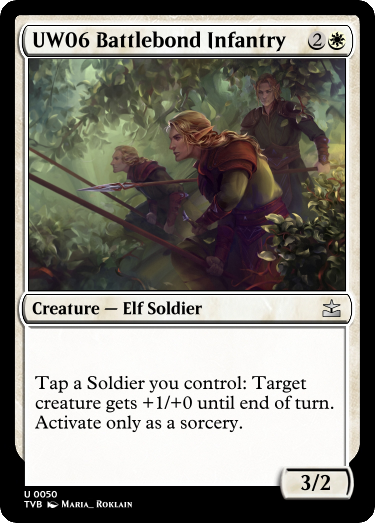 UW06 Battlebond Infantry 2
Creature — Elf Soldier
Tap a Soldier you control: Target
creature gets +1/+0 until end of turn.
Activate only as a sorcery.
3/2
U 0050
TVB Maria_ Roklain